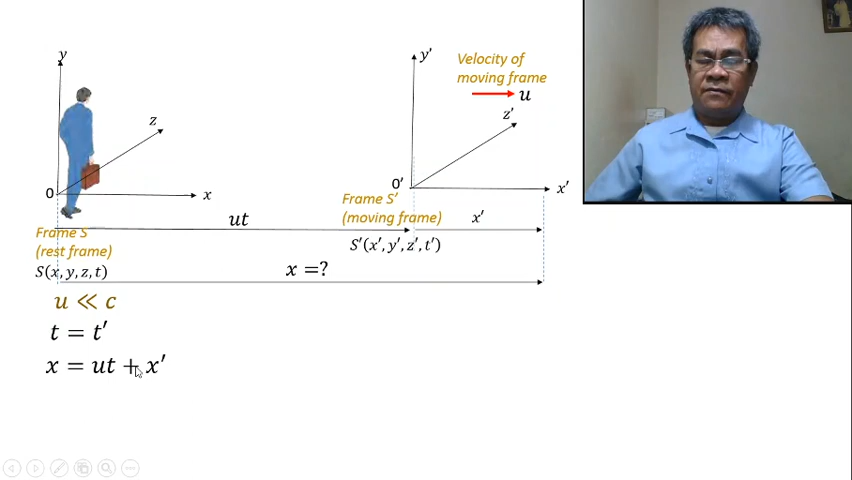 y
z
0
x
y′
Velocity of
moving frame
u
z′
0′
x′
Frame S′
(moving frame)
ut
x′
S′(x′, y′, z′, t′)
Frame S
(rest frame)
S(x, y, z, t)
x =?
u ≪ c
t = t′
x = ut + x′